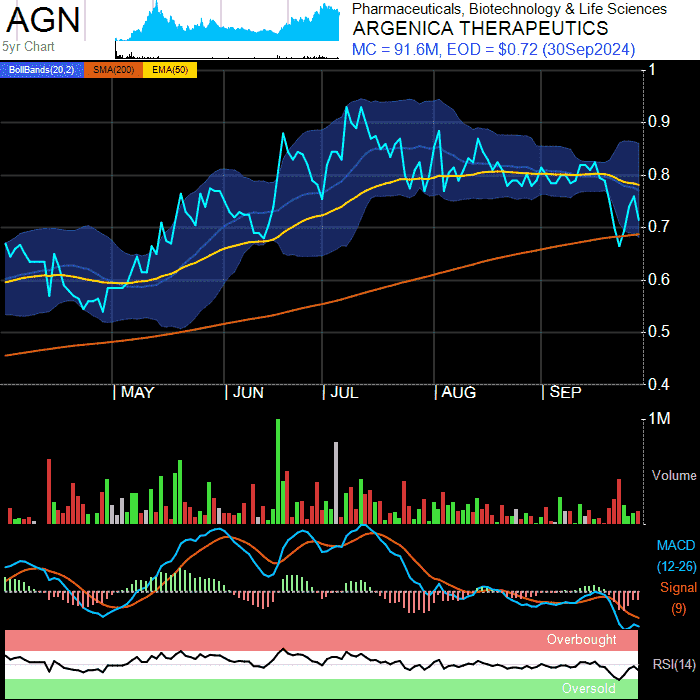 AGN
5yr Chart
Pharmaceuticals, Biotechnology & Life Sciences
ARGENICA THERAPEUTICS
MC = 91.6M, EOD = $0.72 (30Sep2024)
BollBands(20,2) SMA(200) EMA(50)
1
0.9
0.8
0.7
0.6
0.5
0.4
MAY JUN JUL AUG SEP
1M
Volume
MACD
(12-26)
Signal
(9)
Overbought
RSI(14)
Oversold